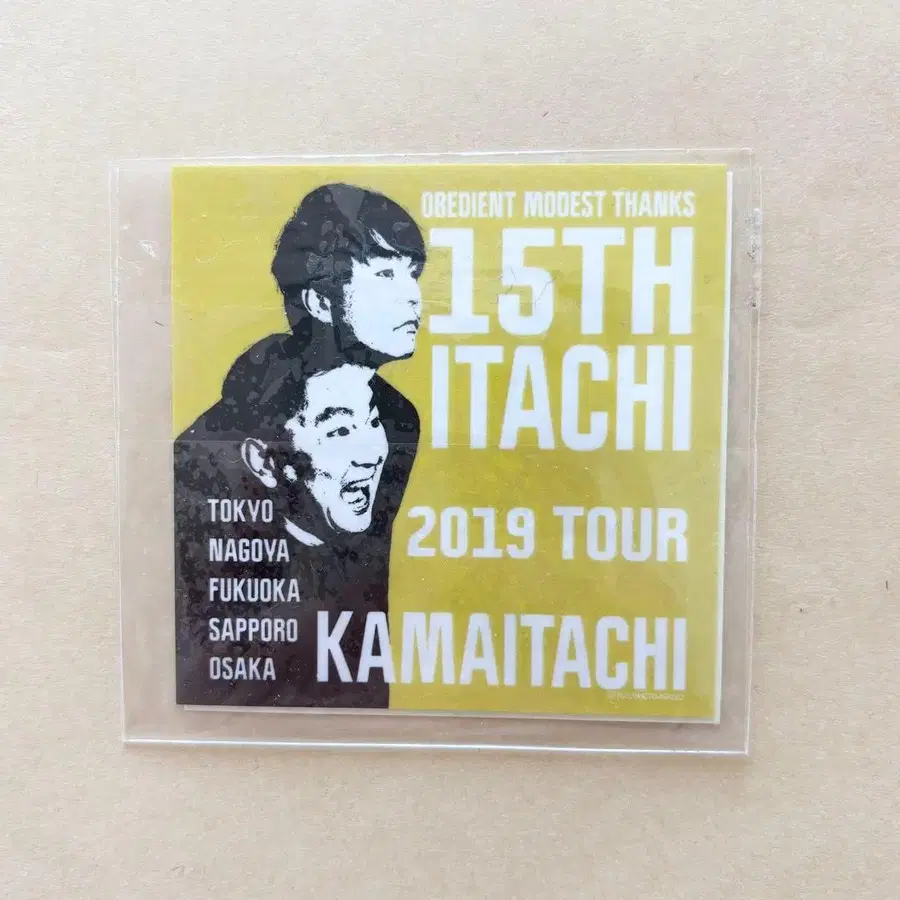 OBEDIENT MODEST THANKS
15TH
ITACHI
2019 TOUR
KAMAITACHI
TOKYO
NAGOYA
FUKUOKA
SAPPORO
OSAKA